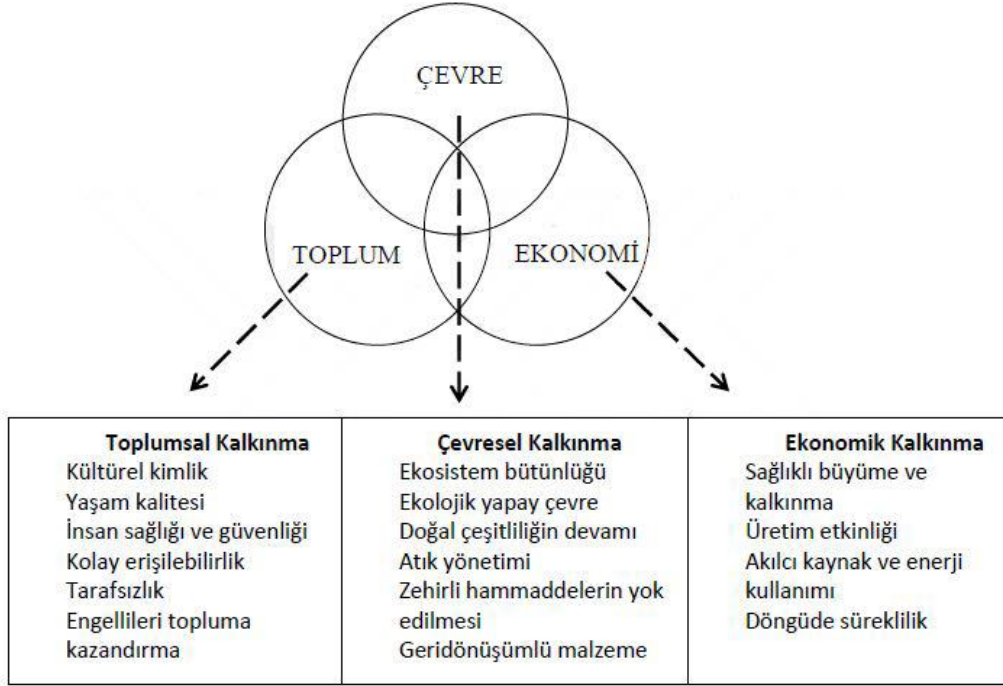 ÇEVRE
TOPLUM
EKONOMİ
Toplumsal Kalkınma
Kültürel kimlik
Yaşam kalitesi
İnsan sağlığı ve güvenliği
Kolay erişilebilirlik
Tarafsızlık
Engellileri topluma
kazandırma
Çevresel Kalkınma
Ekosistem bütünlüğü
Ekolojik yapay çevre
Doğal çeşitliliğin devamı
Atık yönetimi
Zehirli hammaddelerin yok
edilmesi
Geridönüşümlü malzeme
Ekonomik Kalkınma
Sağlıklı büyüme ve
kalkınma
Üretim etkinliği
Akılcı kaynak ve enerji
kullanımı
Döngüde süreklilik